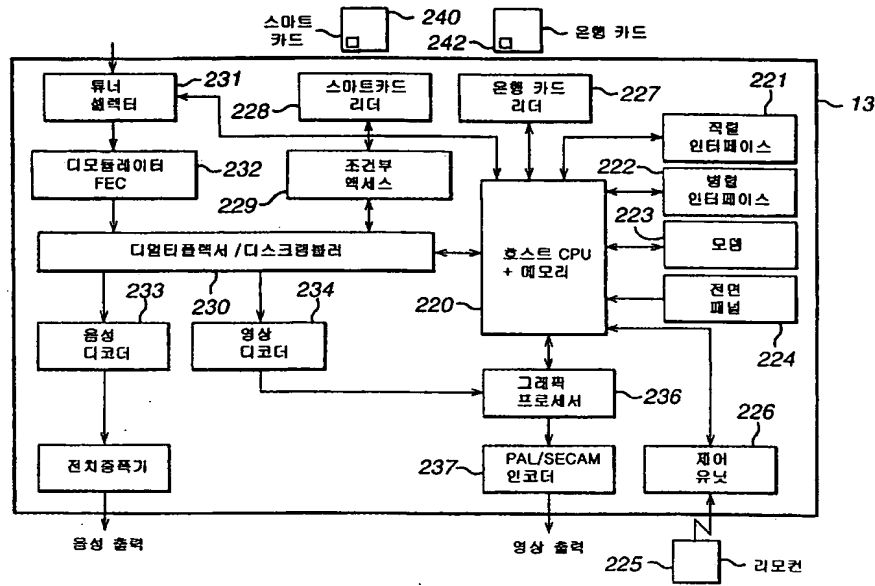 스마트
카드
240
242
은행 카드
튜너
셀렉터
231
228
스마트카드
리더
은행 카드
리더
227
221
13
직렬
인터페이스
디모듈레이터
FEC
232
조건부
액세스
229
222
병렬
인터페이스
223
모뎀
디멀티플렉서 / 디스크램블러
230
호스트 CPU
+ 메모리
220
전면
패널
224
233
음성
디코더
234
영상
디코더
그래픽
프로세서
236
226
전치증폭기
237
PAL/SECAM
인코더
제어
유닛
음성 출력
영상 출력
225
리모컨